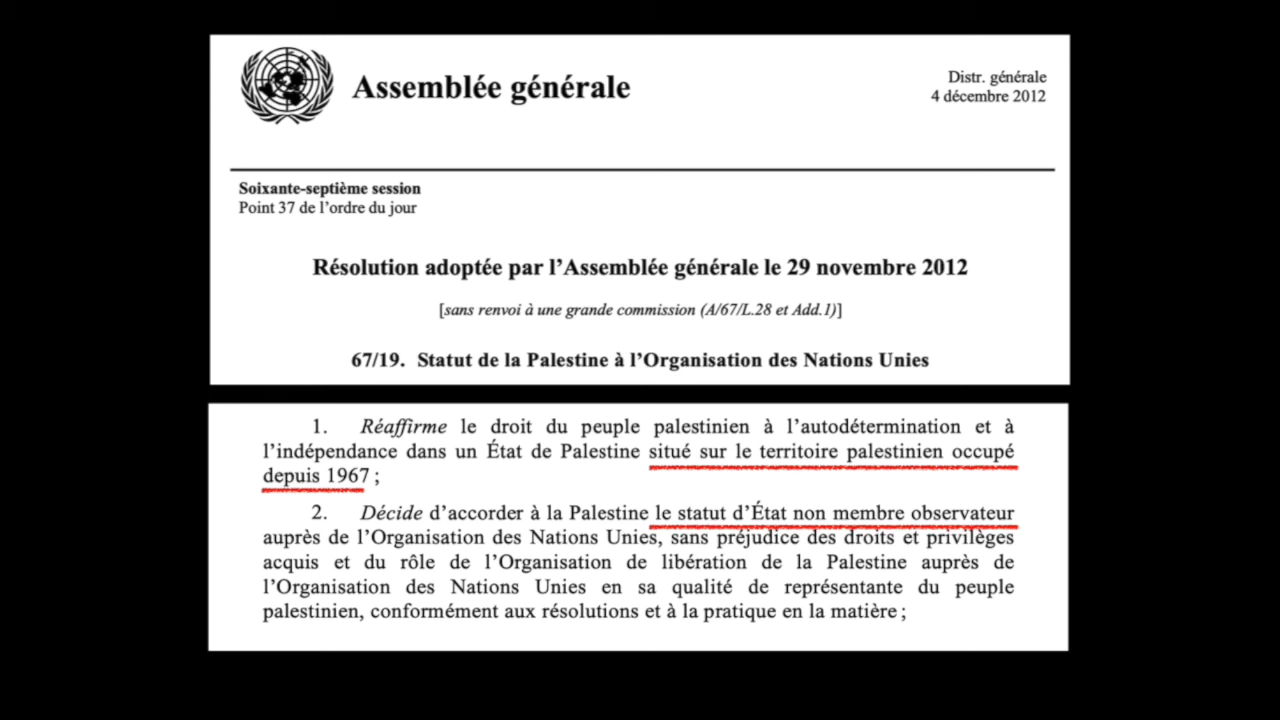 Assemblée générale
Distr. générale
4 décembre 2012
Soixante-septième session
Point 37 de l'ordre du jour
Résolution adoptée par l'Assemblée générale le 29 novembre 2012
[sans renvoi à une grande commission (A/67/L.28 et Add.1)]
67/19. Statut de la Palestine à l'Organisation des Nations Unies
1. Réaffirme le droit du peuple palestinien à l'autodétermination et à
l'indépendance dans un État de Palestine situé sur le territoire palestinien occupé
depuis 1967 ;
2. Décide d'accorder à la Palestine le statut d'État non membre observateur
auprès de l'Organisation des Nations Unies, sans préjudice des droits et privilèges
acquis et du rôle de l'Organisation de libération de la Palestine auprès de
l'Organisation des Nations Unies en sa qualité de représentante du peuple
palestinien, conformément aux résolutions et à la pratique en la matière ;